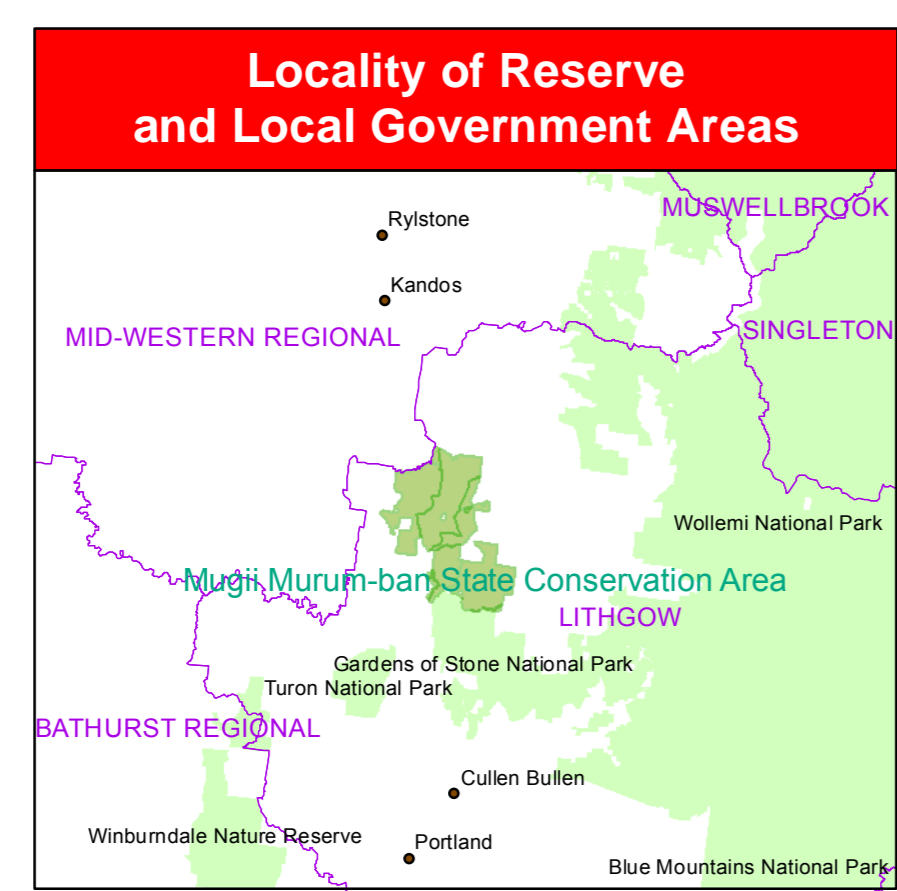 Locality of Reserve
and Local Government Areas
MUSWELLBROOK
Rylstone
Kandos
MID-WESTERN REGIONAL
SINGLETON
Wollemi National Park
Mugii Murum-ban State Conservation Area
LITHGOW
Gardens of Stone National Park
Turon National Park
BATHURST REGIONAL
Cullen Bullen
Winburndale Nature Reserve
Portland
Blue Mountains National Park